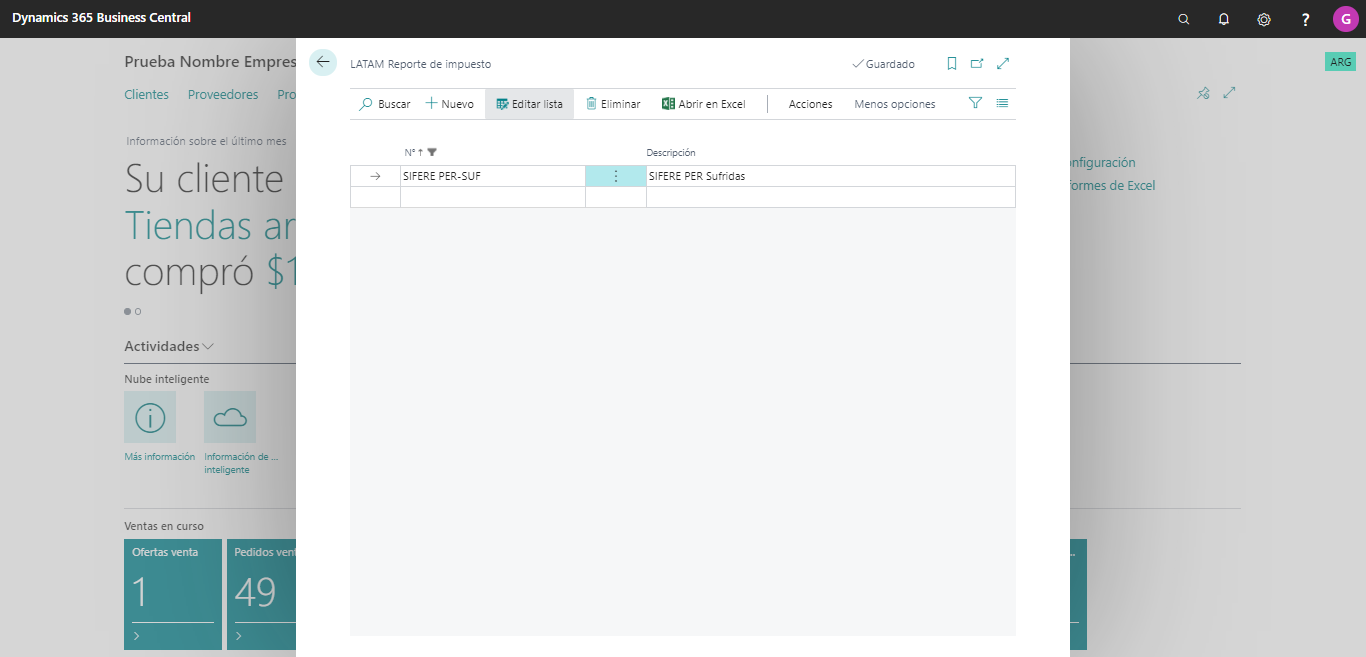 Dynamics 365 Business Central
G
Prueba Nombre Empres
ARG
Clientes Proveedores Pro
LATAM Reporte de impuesto
Guardado
Buscar
Nuevo
Editar lista
Eliminar
Abrir en Excel
Acciones
Menos opciones
Información sobre el último mes
Su cliente
Tiendas ar
compró $1
N° ↑
Descripción
SIFERE PER-SUF
SIFERE PER Sufridas
nfiguración
formes de Excel
Actividades
Nube inteligente
Más información
Información de ...
inteligente
Ventas en curso
Ofertas venta
1
Pedidos vent
49